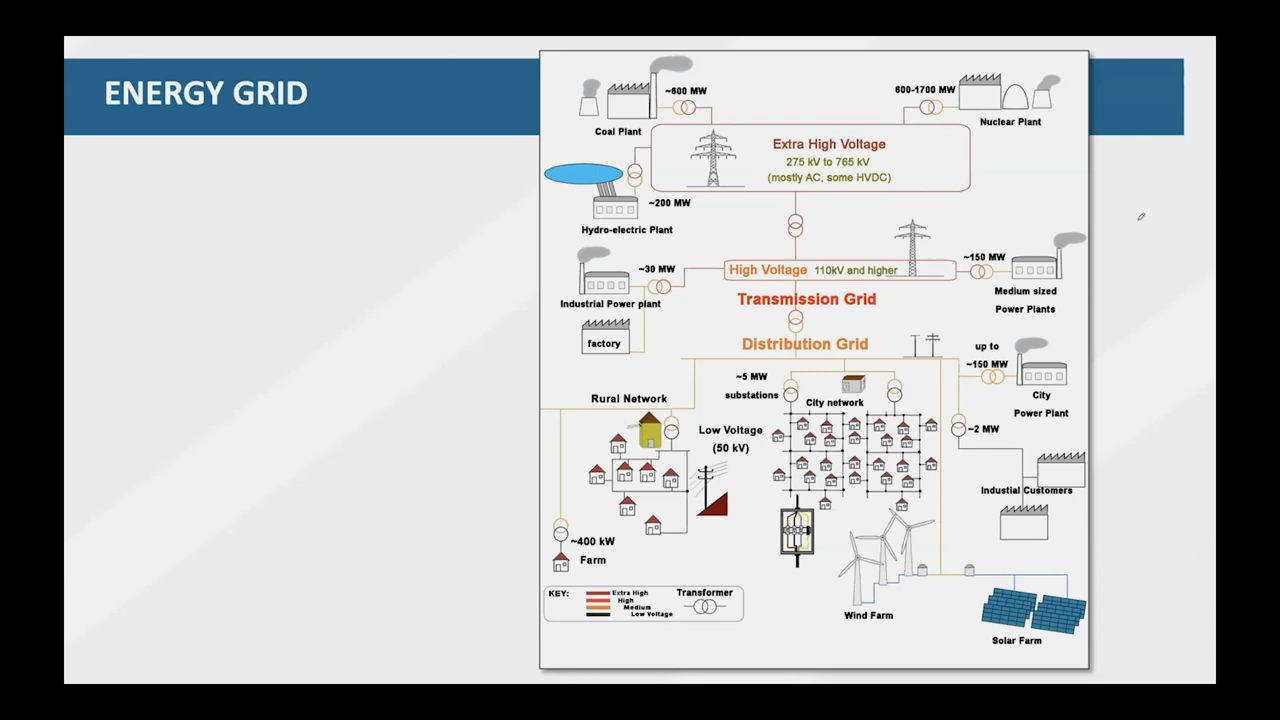 ENERGY GRID
~600 MW
Coal Plant
600-1700 MW
Nuclear Plant
Extra High Voltage
275 kV to 765 kV
(mostly AC, some HVDC)
~200 MW
Hydro-electric Plant
~30 MW
Industrial Power plant
factory
High Voltage 110kV and higher
~150 MW
Medium sized
Power Plants
Transmission Grid
Distribution Grid
up to
~150 MW
City
Power Plant
~5 MW
substations
City network
Rural Network
Low Voltage
(50 kV)
~2 MW
Industial Customers
~400 kW
Farm
Wind Farm
Solar Farm
KEY:
Extra High
High
Medium
Low Voltage
Transformer